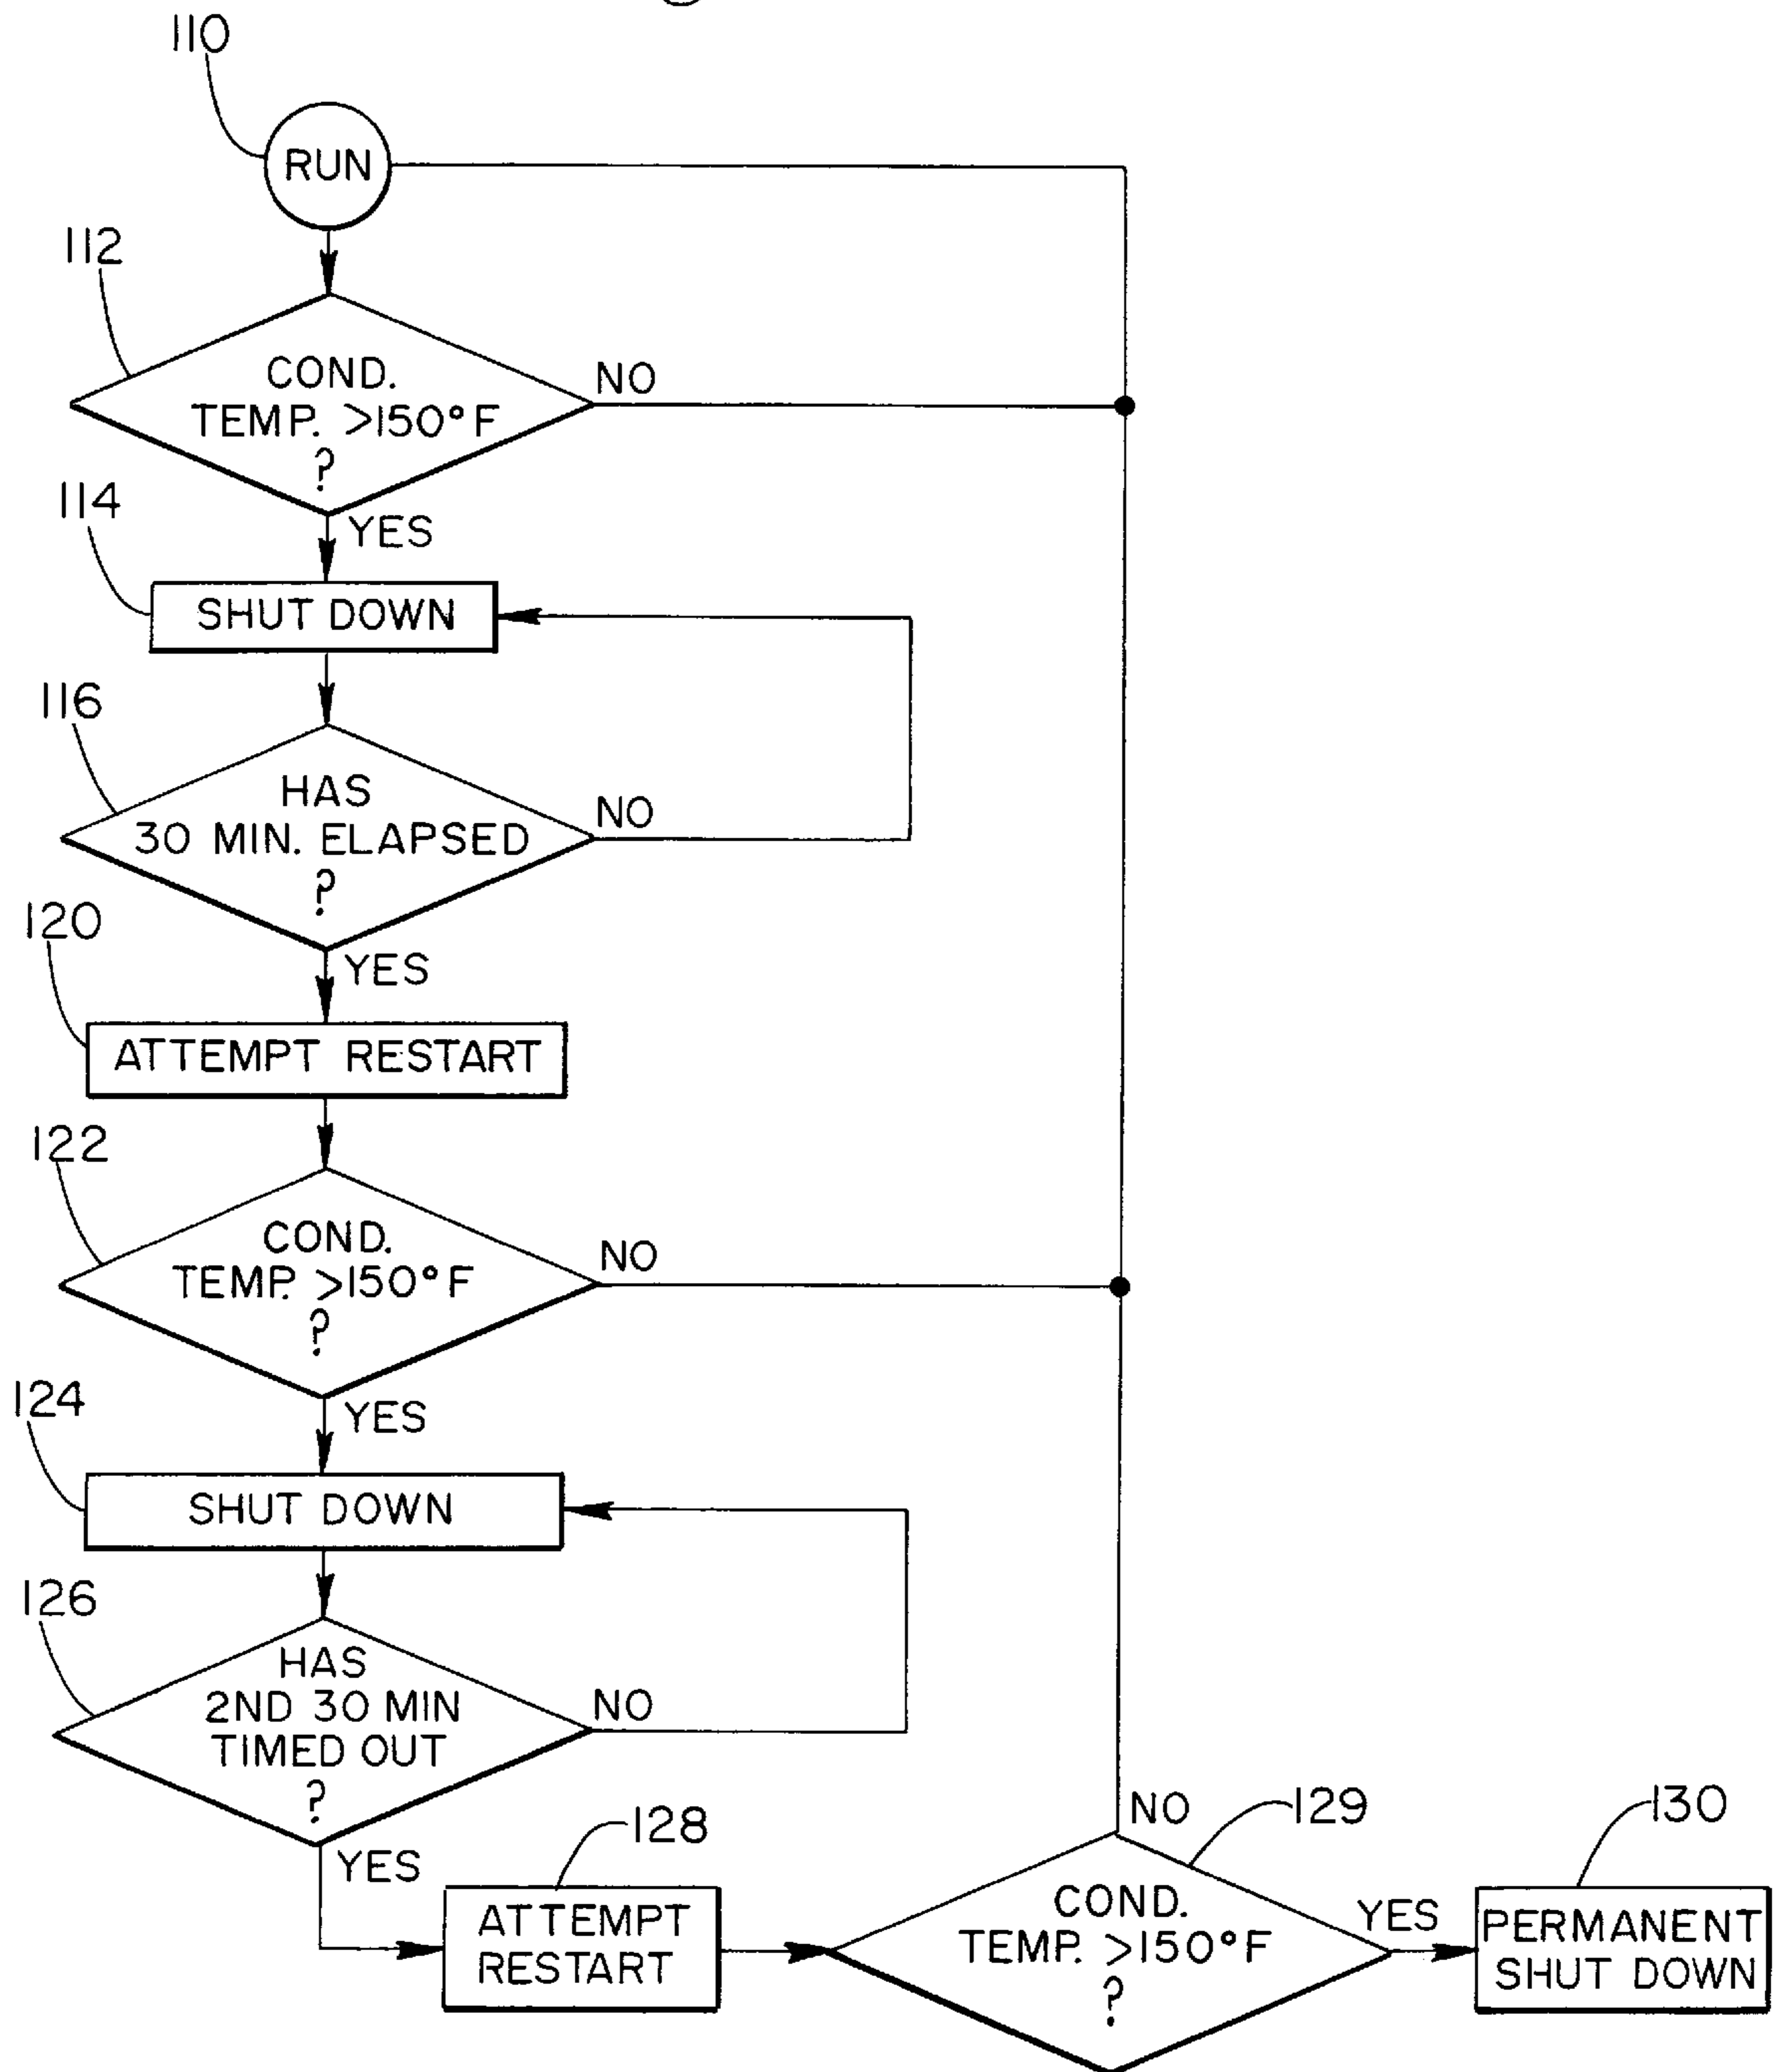 110
RUN
112
COND.
TEMP. >150°F
?
NO
114
YES
SHUT DOWN
116
HAS
30 MIN. ELAPSED
?
NO
120
YES
ATTEMPT RESTART
122
COND.
TEMP. >150°F
?
NO
124
YES
SHUT DOWN
126
HAS
2ND 30 MIN
TIMED OUT
?
NO
YES
128
ATTEMPT
RESTART
NO
129
COND.
TEMP. >150°F
?
YES
130
PERMANENT
SHUT DOWN